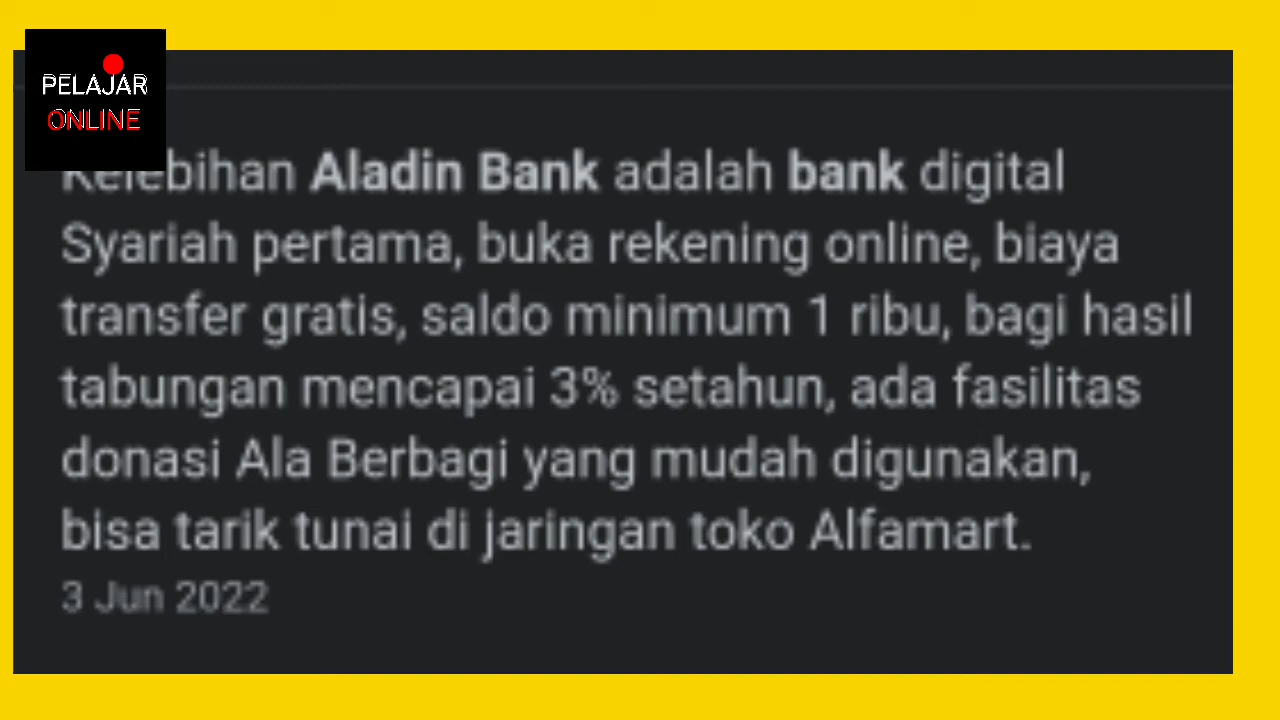 PELAJAR
ONLINE
Kelebihan Aladin Bank adalah bank digital
Syariah pertama, buka rekening online, biaya
transfer gratis, saldo minimum 1 ribu, bagi hasil
tabungan mencapai 3% setahun, ada fasilitas
donasi Ala Berbagi yang mudah digunakan,
bisa tarik tunai di jaringan toko Alfamart.
3 Jun 2022